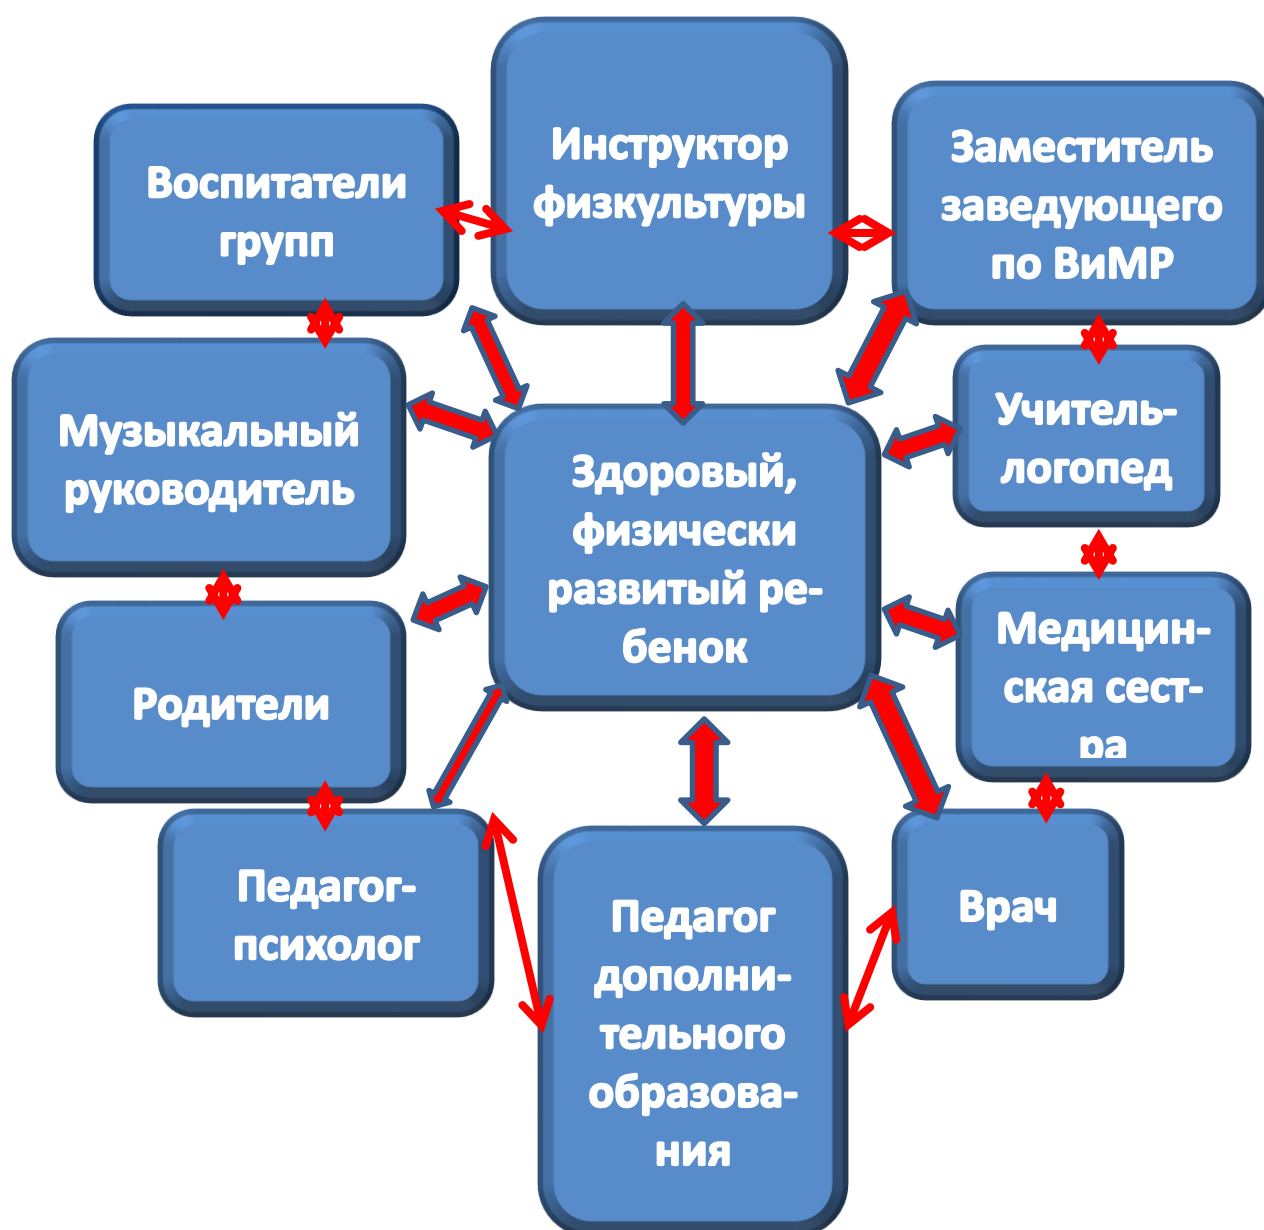 Инструктор
физкультуры
Заместитель
заведующего
по ВиМР
Воспитатели
групп
Музыкальный
руководитель
Учитель-
логопед
Здоровый,
физически
развитый ре-
бенок
Медицин-
ская сест-
ра
Родители
Педагог-
психолог
Педагог
дополни-
тельного
образова-
ния
Врач